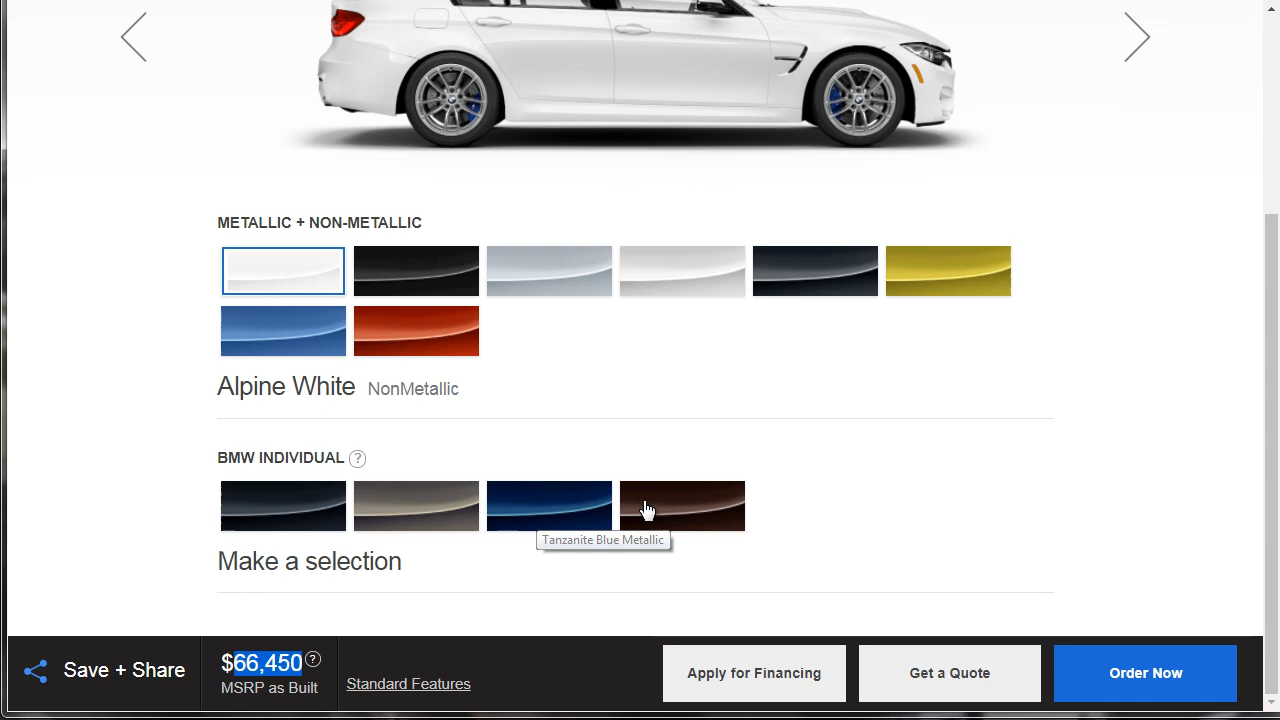 METALLIC + NON-METALLIC
Alpine White NonMetallic
BMW INDIVIDUAL ?
Tanzanite Blue Metallic
Make a selection
Save + Share
$66,450 ?
MSRP as Built
Standard Features
Apply for Financing
Get a Quote
Order Now